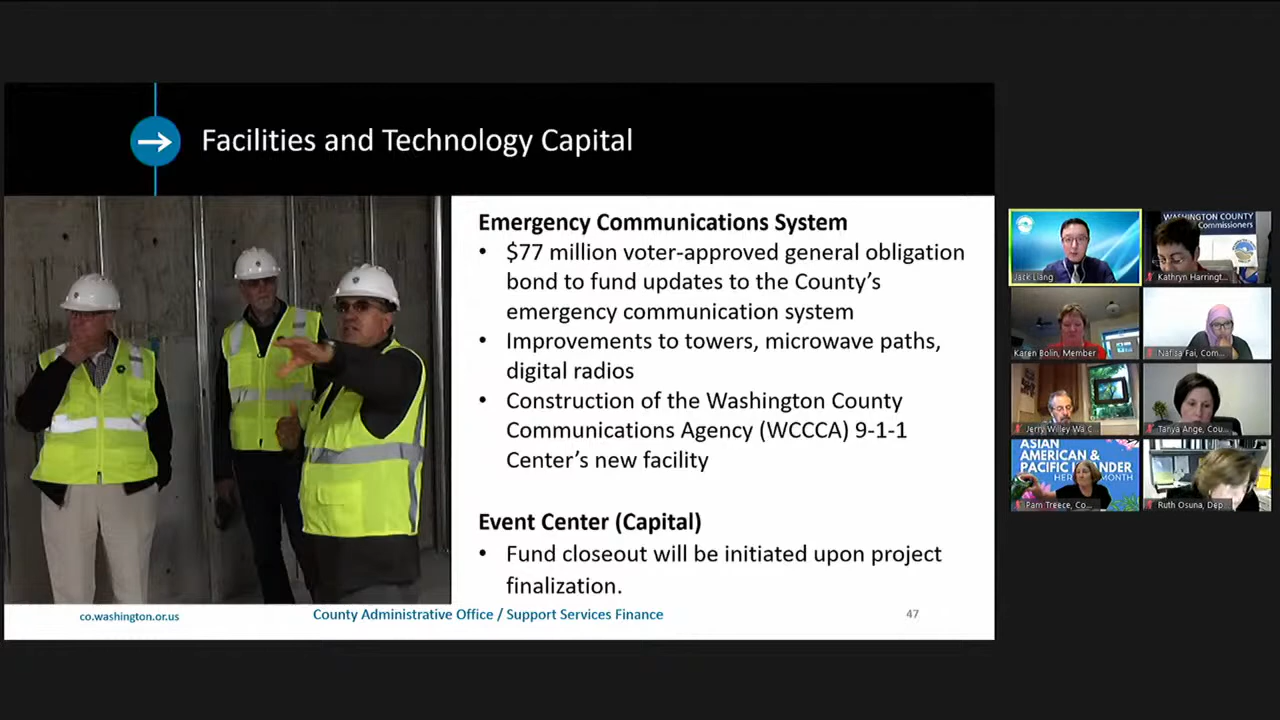 Facilities and Technology Capital
Emergency Communications System
• $77 million voter-approved general obligation
bond to fund updates to the County's
emergency communication system
• Improvements to towers, microwave paths,
digital radios
• Construction of the Washington County
Communications Agency (WCCCA) 9-1-1
Center's new facility
Event Center (Capital)
• Fund closeout will be initiated upon project
finalization.
co.washington.or.us
County Administrative Office / Support Services Finance
47
Jack Liang
WASHINGTON COUNTY
Commissioners
Kathryn Harringt...
Karen Bolin, Member
Nafisa Fai, Com...
Jerry Willey Wa C...
Tanya Ange, Cou...
ASIAN
AMERICAN &
PACIFIC ISLANDER
MONTH
Pam Treece, Co...
Ruth Osuna, Dep...